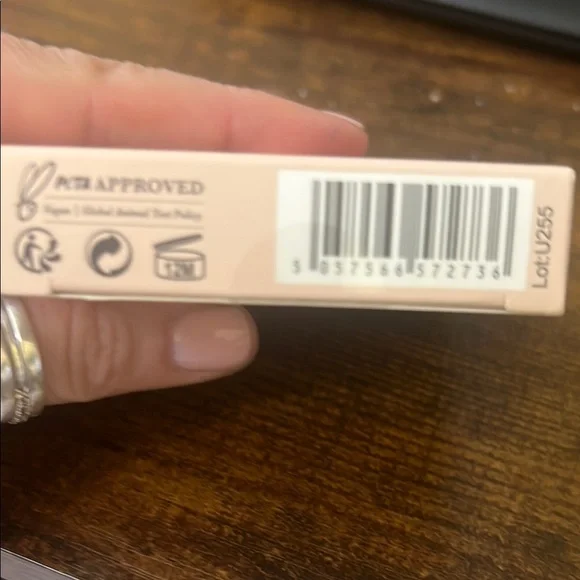 PETA APPROVED
Vegan | Global Animal Test Policy
12M
5 057566 572736
Lot:U255